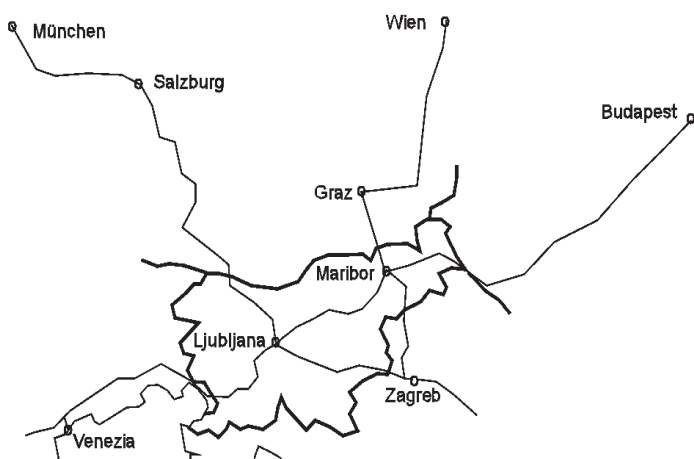 München
Wien
Salzburg
Budapest
Graz
Maribor
Ljubljana
Zagreb
Venezia